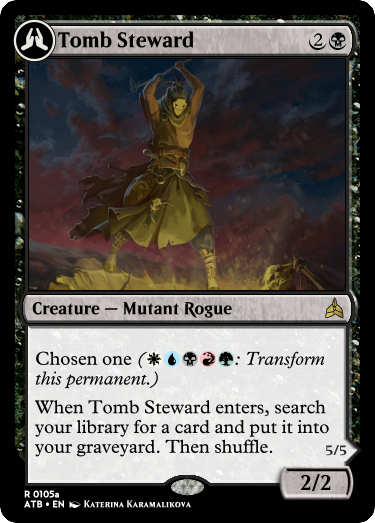 Tomb Steward 2
Creature — Mutant Rogue
Chosen one (: Transform
this permanent.)
When Tomb Steward enters, search
your library for a card and put it into
your graveyard. Then shuffle.
5/5
2/2
R 0105a
ATB • EN Katerina Karamalikova